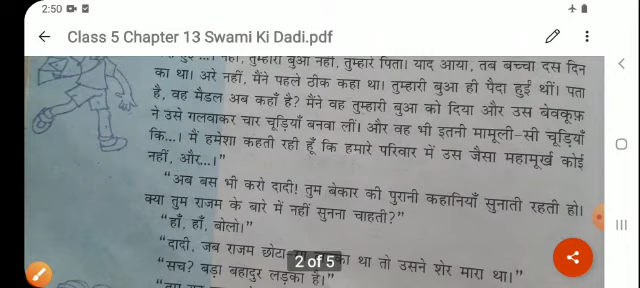 2:50
Class 5 Chapter 13 Swami Ki Dadi.pdf
नहीं, तुम्हारी बुआ नहीं, तुम्हारे पिता। याद आया, तब बच्चा दस दिन
का था। अरे नहीं, मैंने पहले ठीक कहा था। तुम्हारी बुआ ही पैदा हुई थीं। पता
है, वह मैडल अब कहाँ है? मैंने वह तुम्हारी बुआ को दिया और उस बेवकूफ़
ने उसे गलवाकर चार चूड़ियाँ बनवा लीं। और वह भी इतनी मामूली-सी चूड़ियाँ
कि...। मैं हमेशा कहती रही हूँ कि हमारे परिवार में उस जैसा महामूर्ख कोई
नहीं, और...।"
"अब बस भी करो दादी! तुम बेकार की पुरानी कहानियाँ सुनाती रहती हो।
क्या तुम राजम के बारे में नहीं सुनना चाहती?"
"हाँ, हाँ, बोलो।"
"दादी, जब राजम छोटा था तो उसने शेर मारा था।"
2 of 5
"सच? बड़ा बहादुर लड़का है।"